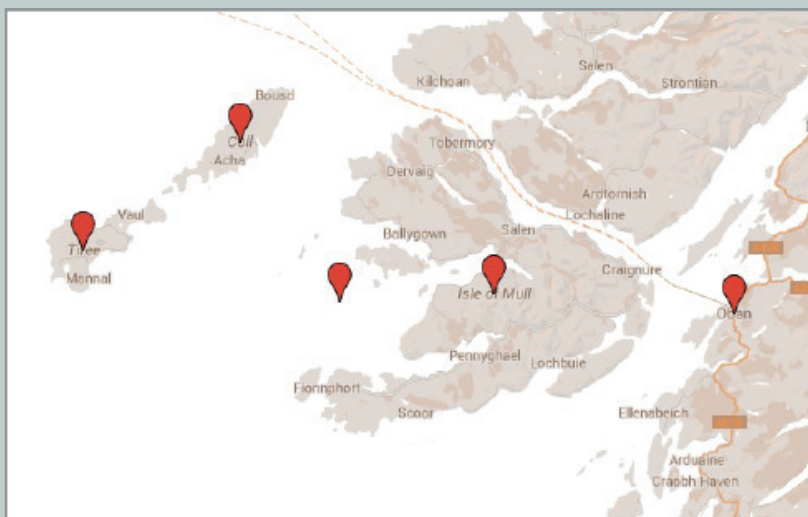 Salen
Kilchoan
Strontian
Bousd
Coll
Tobermory
Acha
Dervaig
Ardtornish
Vaul
Lochaline
Salen
Ballygown
Tiree
Craignure
Mannal
Isle of Mull
Oban
Pennyghael
Lochbuie
Fionnphort
Scoor
Ellenabeich
Arduaine
Craobh Haven